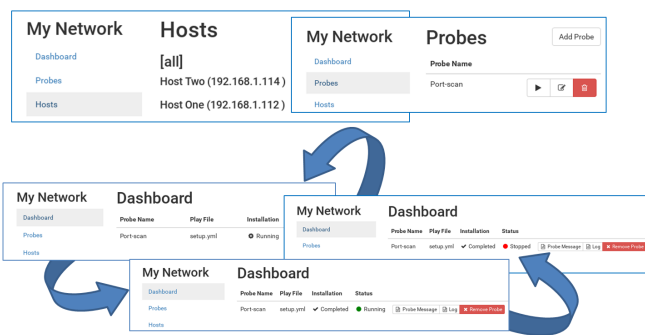 My Network
Hosts
Dashboard
[all]
Probes
Host Two (192.168.1.114 )
Hosts
Host One (192.168.1.112 )
My Network
Probes
Add Probe
Dashboard
Probe Name
Probes
Port-scan
Hosts
My Network
Dashboard
Dashboard
Probe Name Play File Installation
Probes
Port-scan setup.yml Running
Hosts
My Network
Dashboard
Dashboard
Probe Name Play File Installation Status
Probes
Port-scan setup.yml Completed Stopped Probe Message Log Remove Probe
My Network
Dashboard
Dashboard
Probe Name Play File Installation Status
Probes
Port-scan setup.yml Completed Running Probe Message Log Remove Probe
Hosts